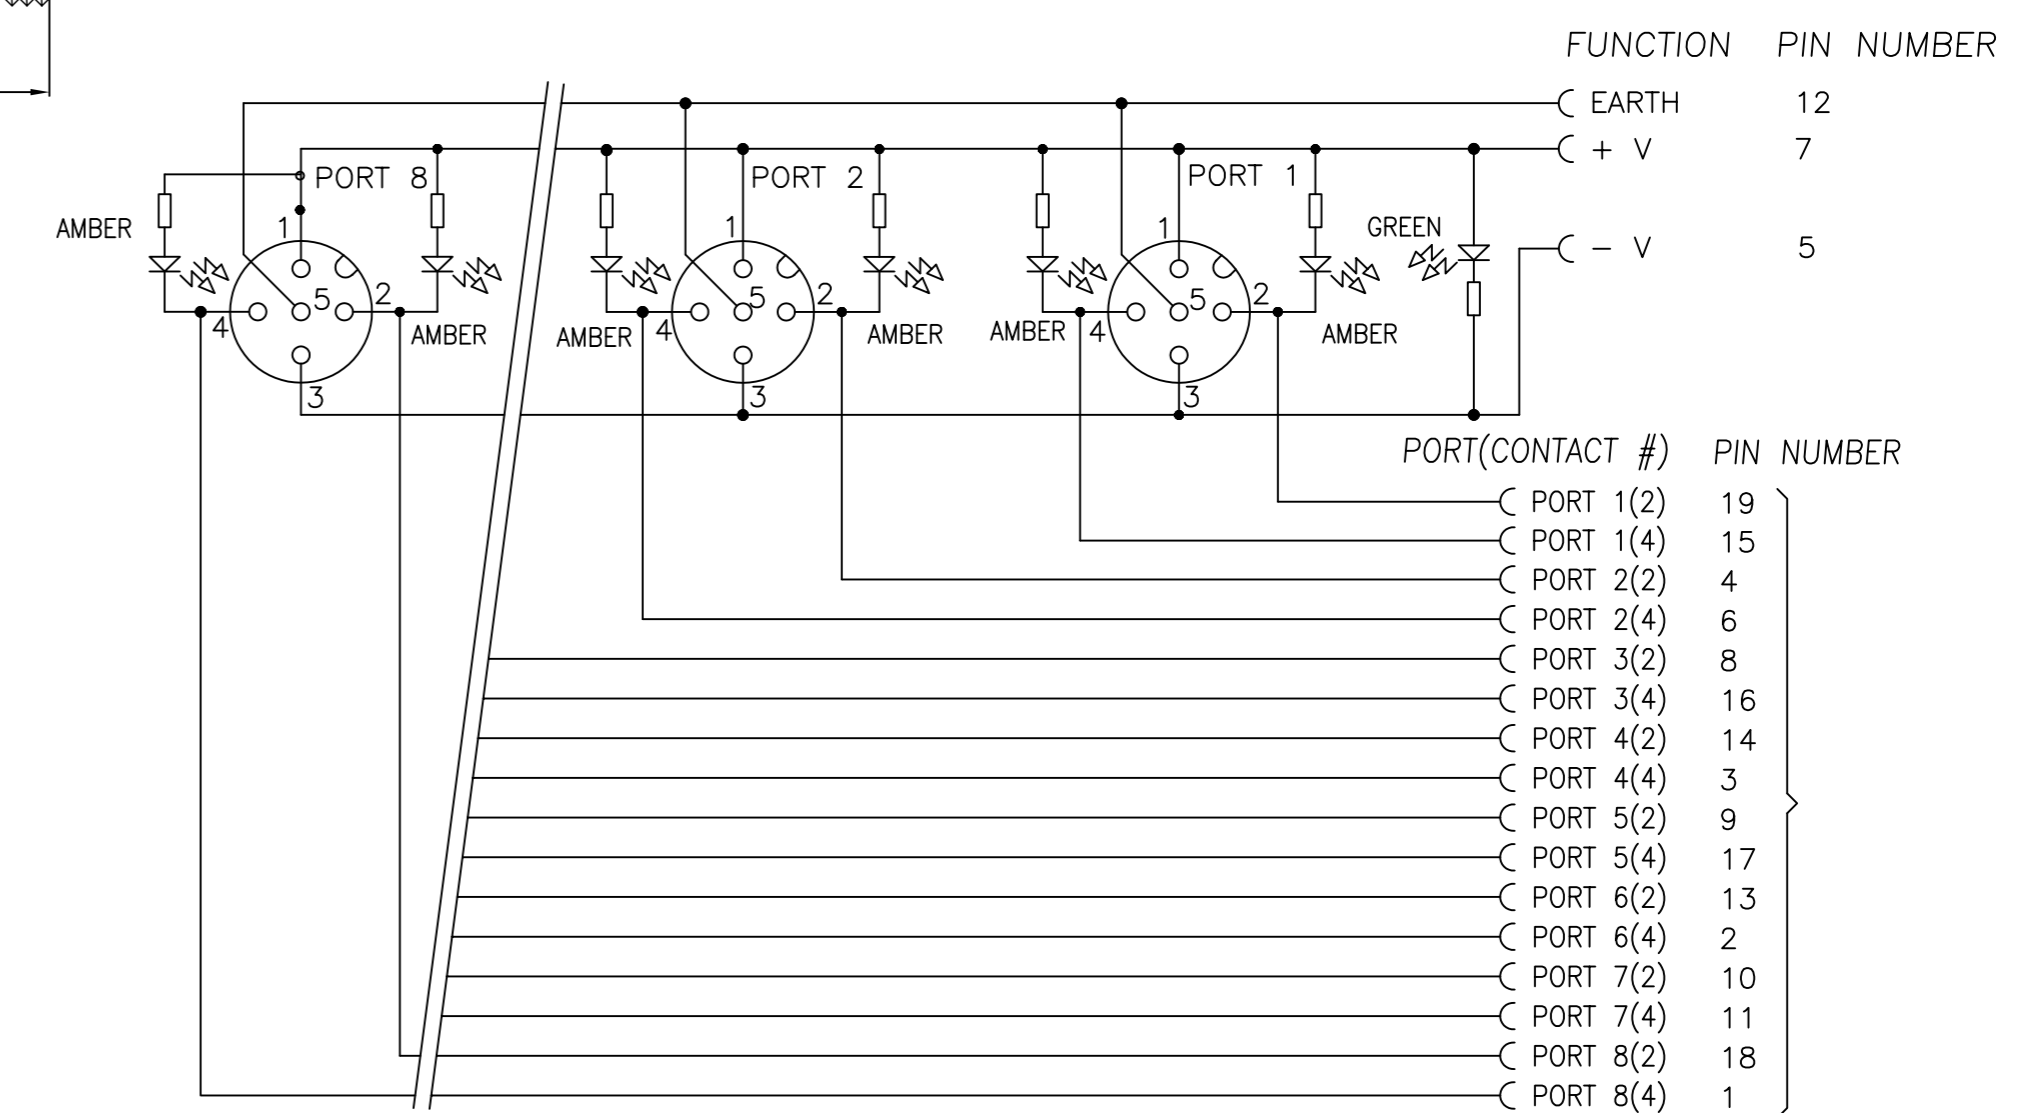 FUNCTION PIN NUMBER
EARTH 12
+ V 7
PORT 8 PORT 2 PORT 1
AMBER 1 1 1 GREEN
- V 5
5 2 5 2 5 2
4 AMBER AMBER 4 AMBER AMBER 4 AMBER
3 3 3
PORT(CONTACT #) PIN NUMBER
PORT 1(2) 19
PORT 1(4) 15
PORT 2(2) 4
PORT 2(4) 6
PORT 3(2) 8
PORT 3(4) 16
PORT 4(2) 14
PORT 4(4) 3
PORT 5(2) 9
PORT 5(4) 17
PORT 6(2) 13
PORT 6(4) 2
PORT 7(2) 10
PORT 7(4) 11
PORT 8(2) 18
PORT 8(4) 1